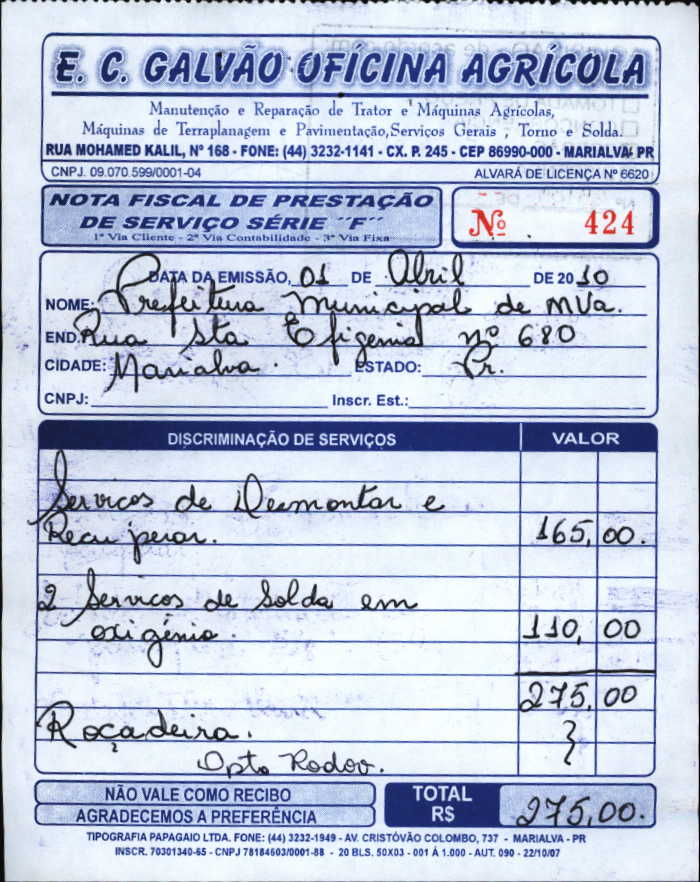 E. C. GALVÃO OFICINA AGRÍCOLA
Manutenção e Reparação de Trator e Máquinas Agrícolas,
Máquinas de Terraplanagem e Pavimentação,Serviços Gerais , Torno e Solda.
RUA MOHAMED KALIL, Nº 168 - FONE: (44) 3232-1141 - CX. P. 245 - CEP 86990-000 - MARIALVA- PR
CNPJ. 09.070.599/0001-04 ALVARÁ DE LICENÇA Nº 6620
NOTA FISCAL DE PRESTAÇÃO
DE SERVIÇO SÉRIE "F"
1ª Via Cliente - 2ª Via Contabilidade - 3ª Via Fixa
Nº 424
DATA DA EMISSÃO, 01 DE Abril DE 2010
NOME: Prefeitura Municipal de MVa.
END. Rua Sta Efigenia nº 680
CIDADE: Marialva. ESTADO: Pr.
CNPJ: Inscr. Est.:
DISCRIMINAÇÃO DE SERVIÇOS VALOR
Servicos de Desmontar e
Recuperar. 165,00.
2 Servicos de Solda em
oxigênio. 110,00
275,00
Roçadeira.
Dpto Rodov.
NÃO VALE COMO RECIBO
AGRADECEMOS A PREFERÊNCIA
TOTAL
R$ 275,00.
TIPOGRAFIA PAPAGAIO LTDA. FONE: (44) 3232-1949 - AV. CRISTÓVÃO COLOMBO, 737 - MARIALVA - PR
INSCR. 70301340-65 - CNPJ 78184603/0001-88 - 20 BLS. 50X03 - 001 À 1.000 - AUT. 090 - 22/10/07